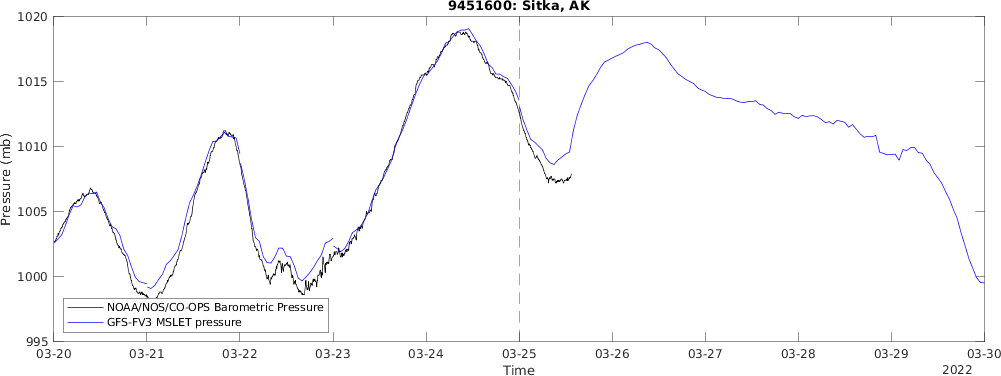 9451600: Sitka, AK
1020
1015
1010
1005
1000
995
Pressure (mb)
NOAA/NOS/CO-OPS Barometric Pressure
GFS-FV3 MSLET pressure
03-20 03-21 03-22 03-23 03-24 03-25 03-26 03-27 03-28 03-29 03-30
Time
2022